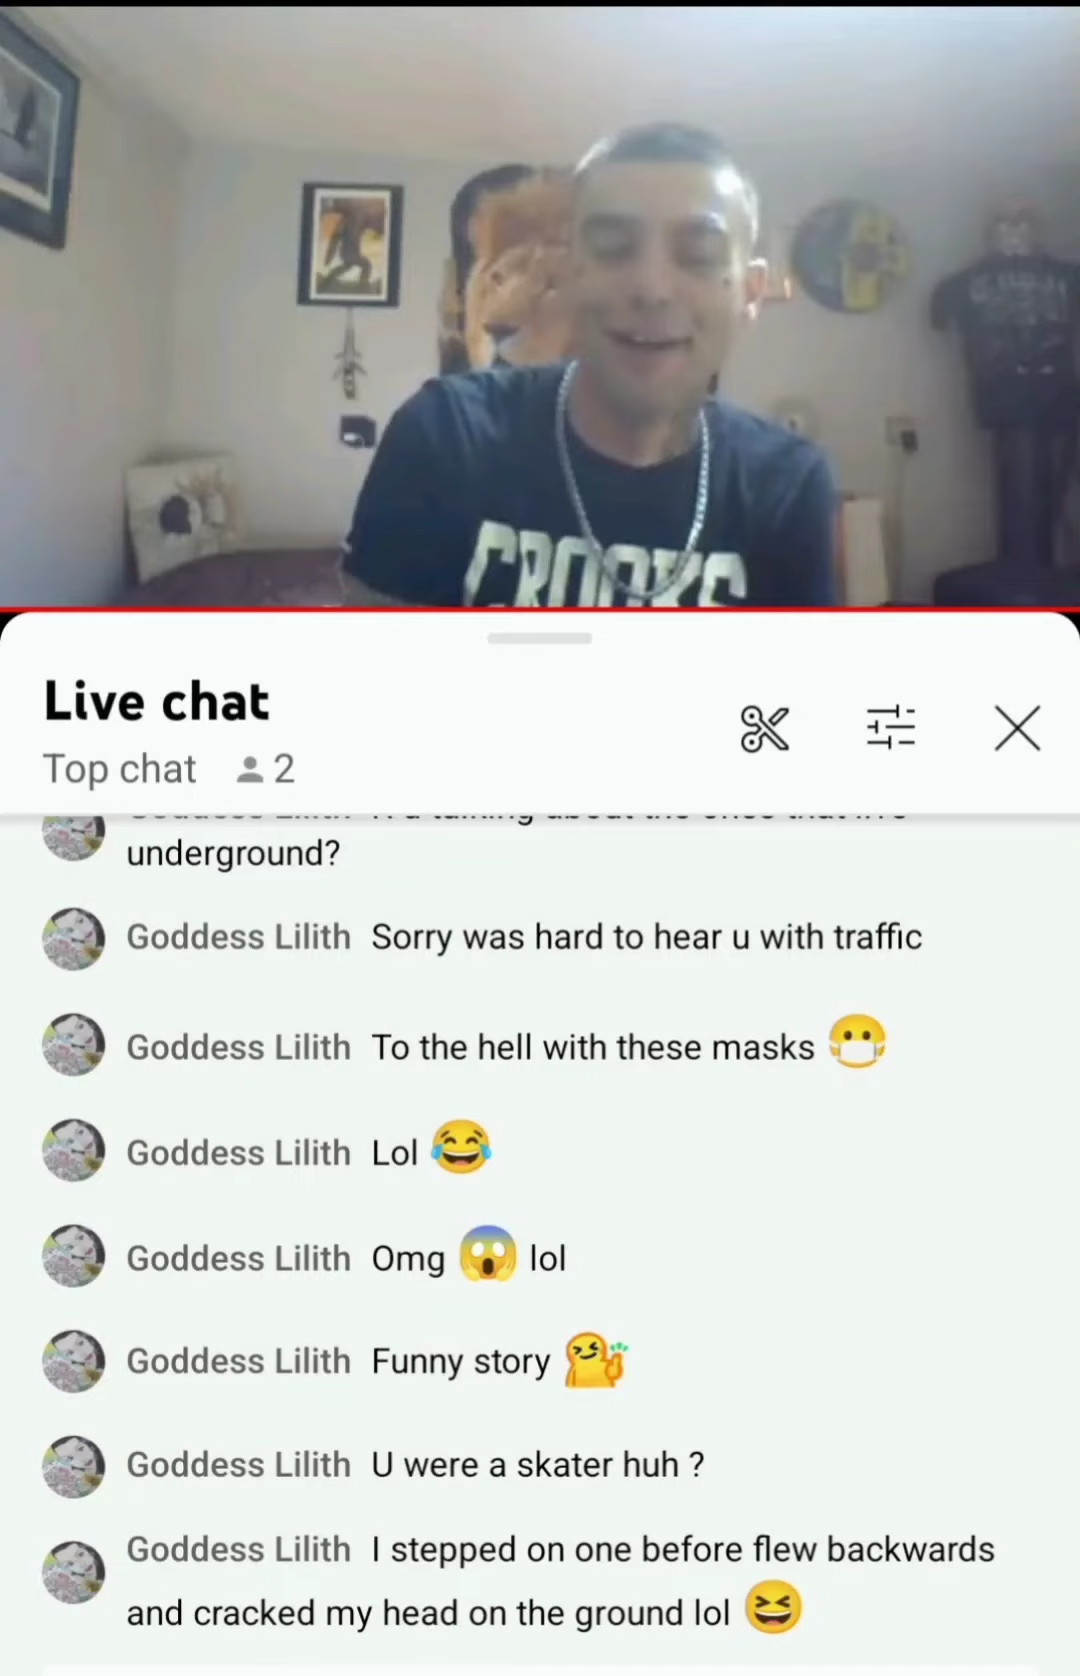 CROOKS
Live chat
Top chat 2
underground?
Goddess Lilith Sorry was hard to hear u with traffic
Goddess Lilith To the hell with these masks 😷
Goddess Lilith Lol 😂
Goddess Lilith Omg 😱 lol
Goddess Lilith Funny story
Goddess Lilith U were a skater huh ?
Goddess Lilith I stepped on one before flew backwards
and cracked my head on the ground lol 😆